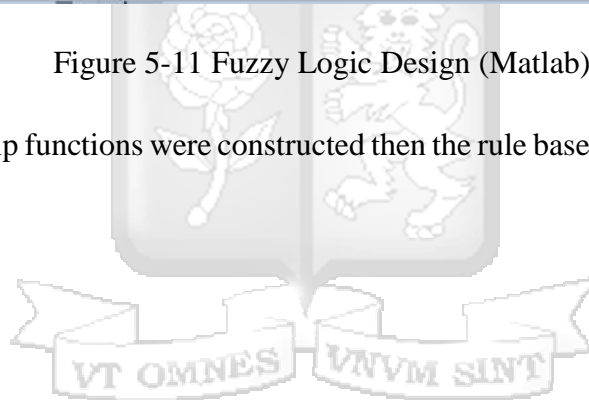 Figure 5-11 Fuzzy Logic Design (Matlab)
p functions were constructed then the rule base
VT OMNES VNVM SINT